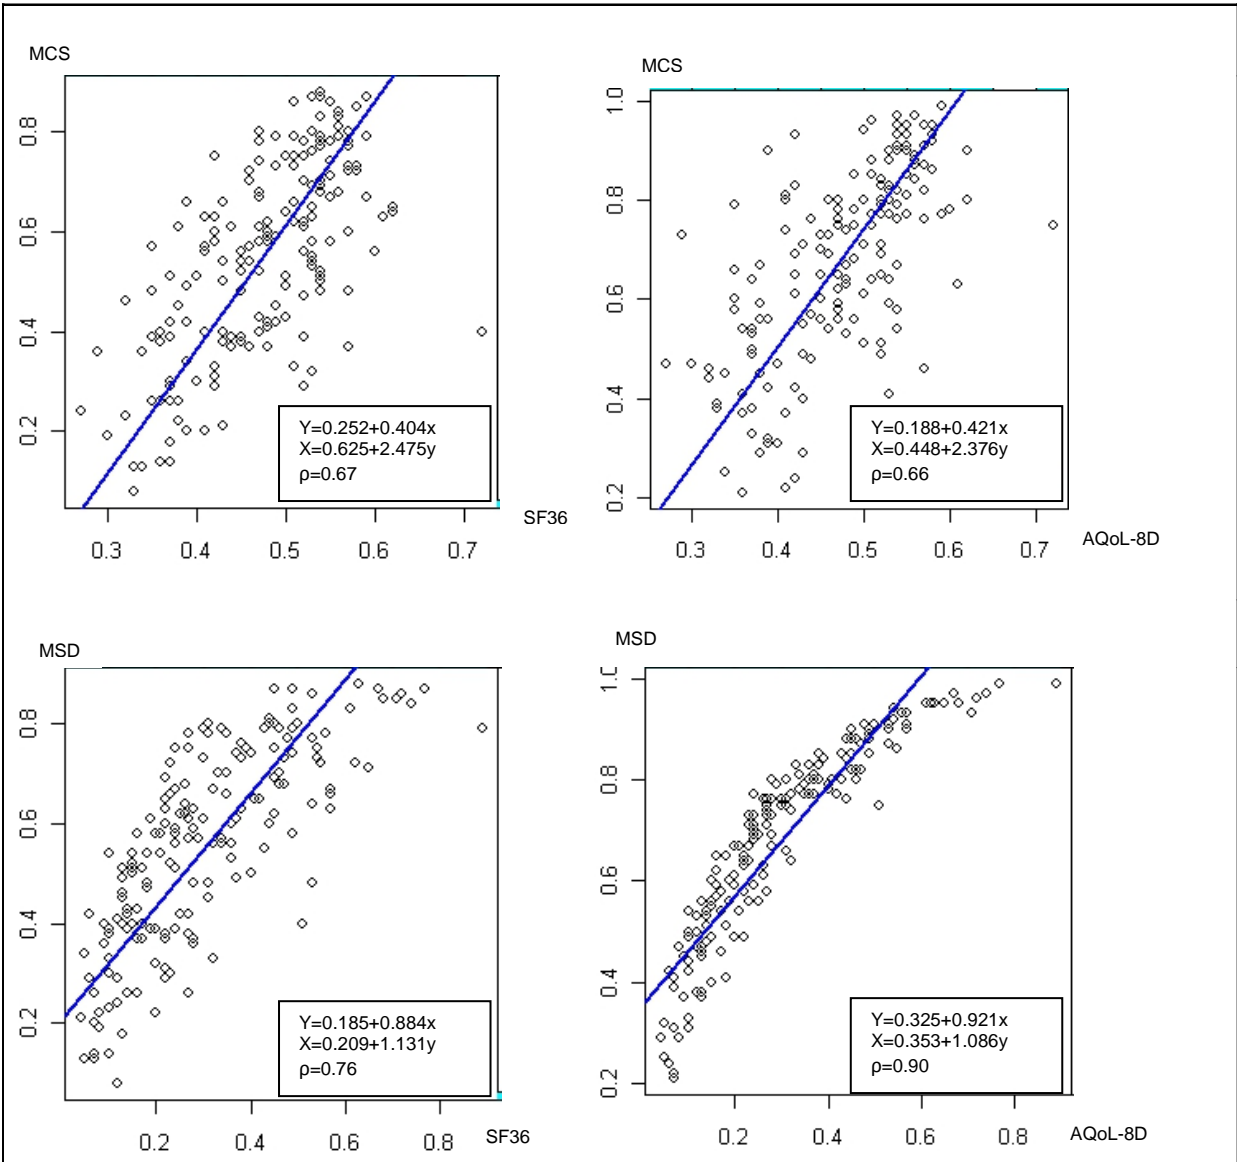 MCS
0.8
0.6
0.4
0.2
0.3 0.4 0.5 0.6 0.7
SF36
Y=0.252+0.404x
X=0.625+2.475y
ρ=0.67
MCS
1.0
0.8
0.6
0.4
0.2
0.3 0.4 0.5 0.6 0.7
AQoL-8D
Y=0.188+0.421x
X=0.448+2.376y
ρ=0.66
MSD
0.8
0.6
0.4
0.2
0.2 0.4 0.6 0.8
SF36
Y=0.185+0.884x
X=0.209+1.131y
ρ=0.76
MSD
1.0
0.8
0.6
0.4
0.2
0.2 0.4 0.6 0.8
AQoL-8D
Y=0.325+0.921x
X=0.353+1.086y
ρ=0.90